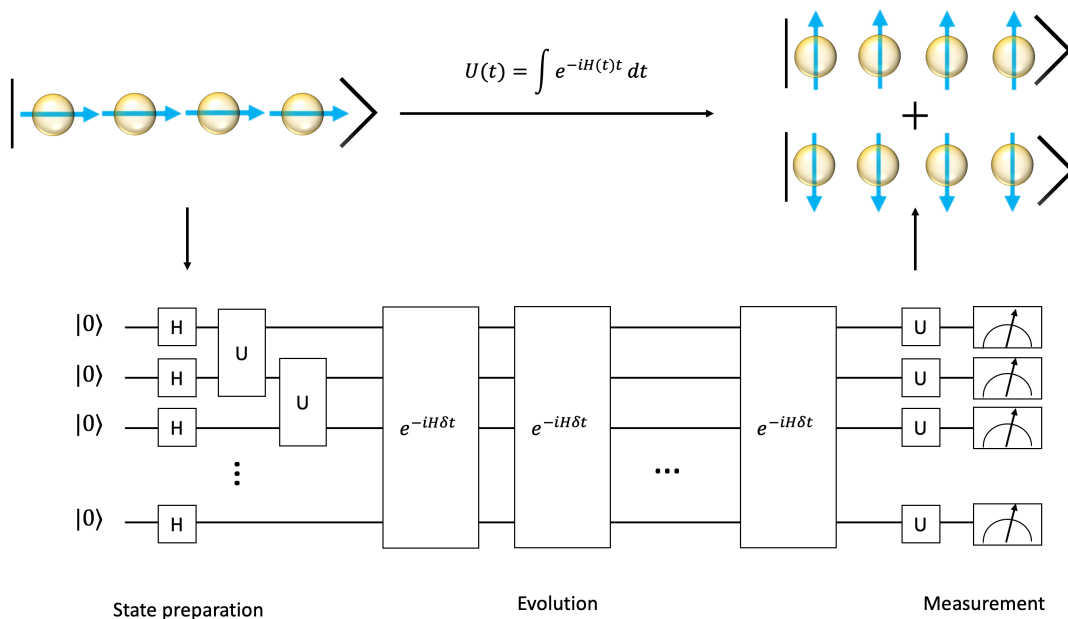 U(t) = ∫ e^{-iH(t)t} dt
+
|0⟩ H U
|0⟩ H U
|0⟩ H
⋮
|0⟩ H
e^{-iHδt} e^{-iHδt} ... e^{-iHδt}
U
U
U
U
State preparation Evolution Measurement